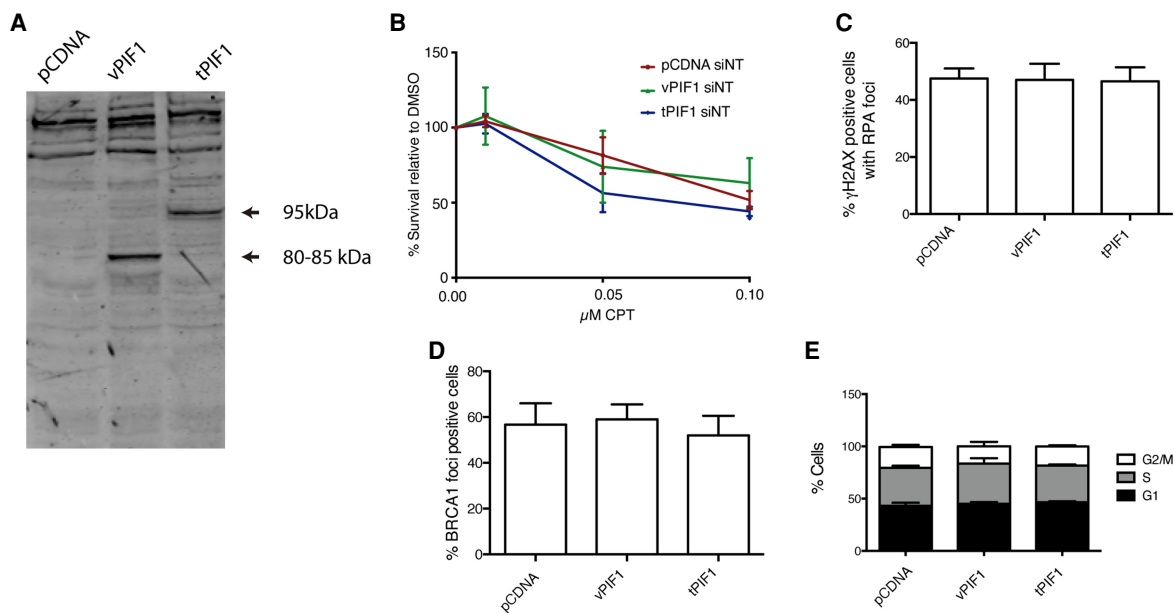 A
pCDNA
vPIF1
tPIF1
95kDa
80-85 kDa
B
% Survival relative to DMSO
150
100
50
0
0.00
0.05
0.10
µM CPT
pCDNA siNT
vPIF1 siNT
tPIF1 siNT
C
% γH2AX positive cells
with RPA foci
60
40
20
0
pCDNA
vPIF1
tPIF1
D
% BRCA1 foci positive cells
80
60
40
20
0
pCDNA
vPIF1
tPIF1
E
% Cells
150
100
50
0
pCDNA
vPIF1
tPIF1
G2/M
S
G1